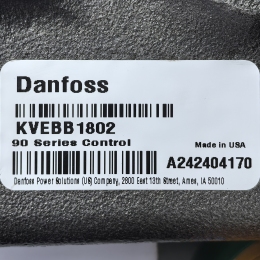 Danfoss
KVEBB1802
90 Series Control
Made in USA
A242404170
Danfoss Power Solutions (US) Company, 2800 East 13th Street, Ames, IA 50010